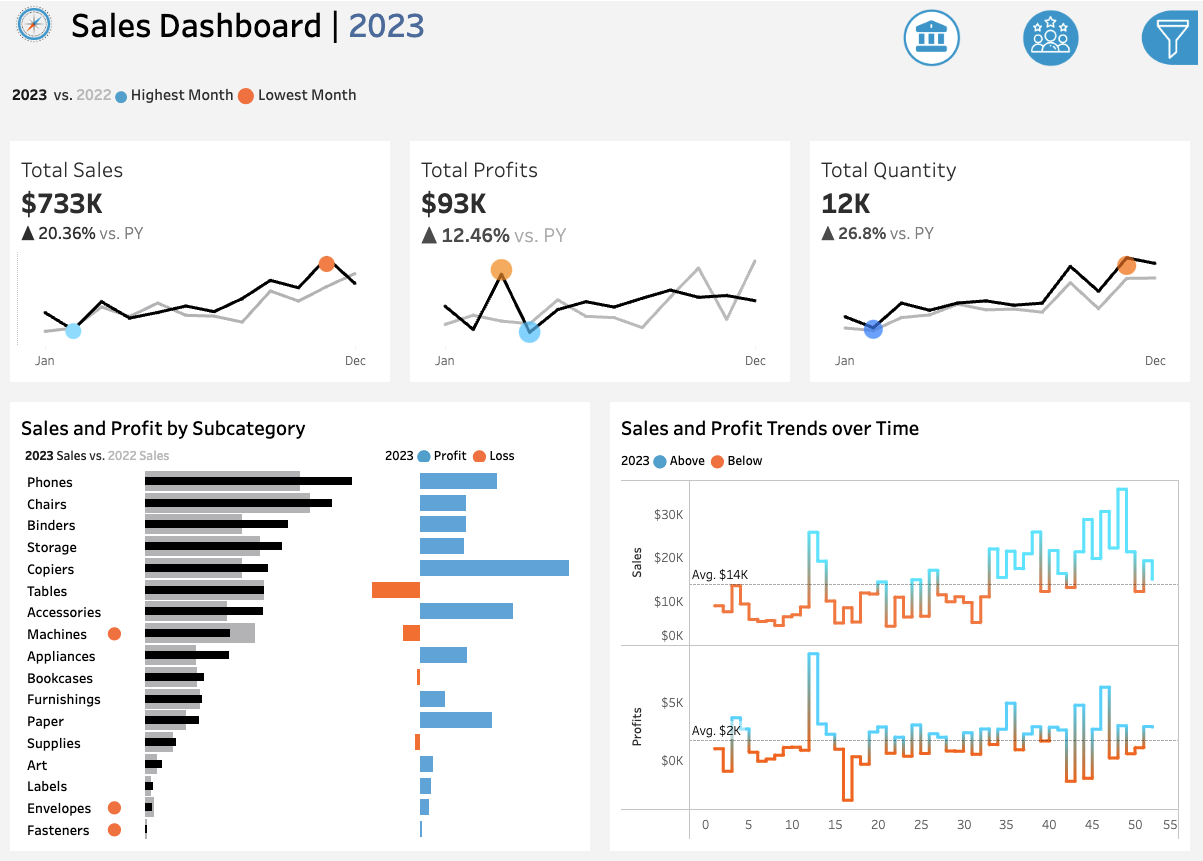 Sales Dashboard | 2023
2023 vs. 2022 Highest Month Lowest Month
Total Sales
$733K
▲ 20.36% vs. PY
Jan Dec
Total Profits
$93K
▲ 12.46% vs. PY
Jan Dec
Total Quantity
12K
▲ 26.8% vs. PY
Jan Dec
Sales and Profit by Subcategory
2023 Sales vs. 2022 Sales
2023 Profit Loss
Phones
Chairs
Binders
Storage
Copiers
Tables
Accessories
Machines
Appliances
Bookcases
Furnishings
Paper
Supplies
Art
Labels
Envelopes
Fasteners
Sales and Profit Trends over Time
2023 Above Below
Sales
$30K
$20K
Avg. $14K
$10K
$0K
Profits
$5K
Avg. $2K
$0K
0 5 10 15 20 25 30 35 40 45 50 55